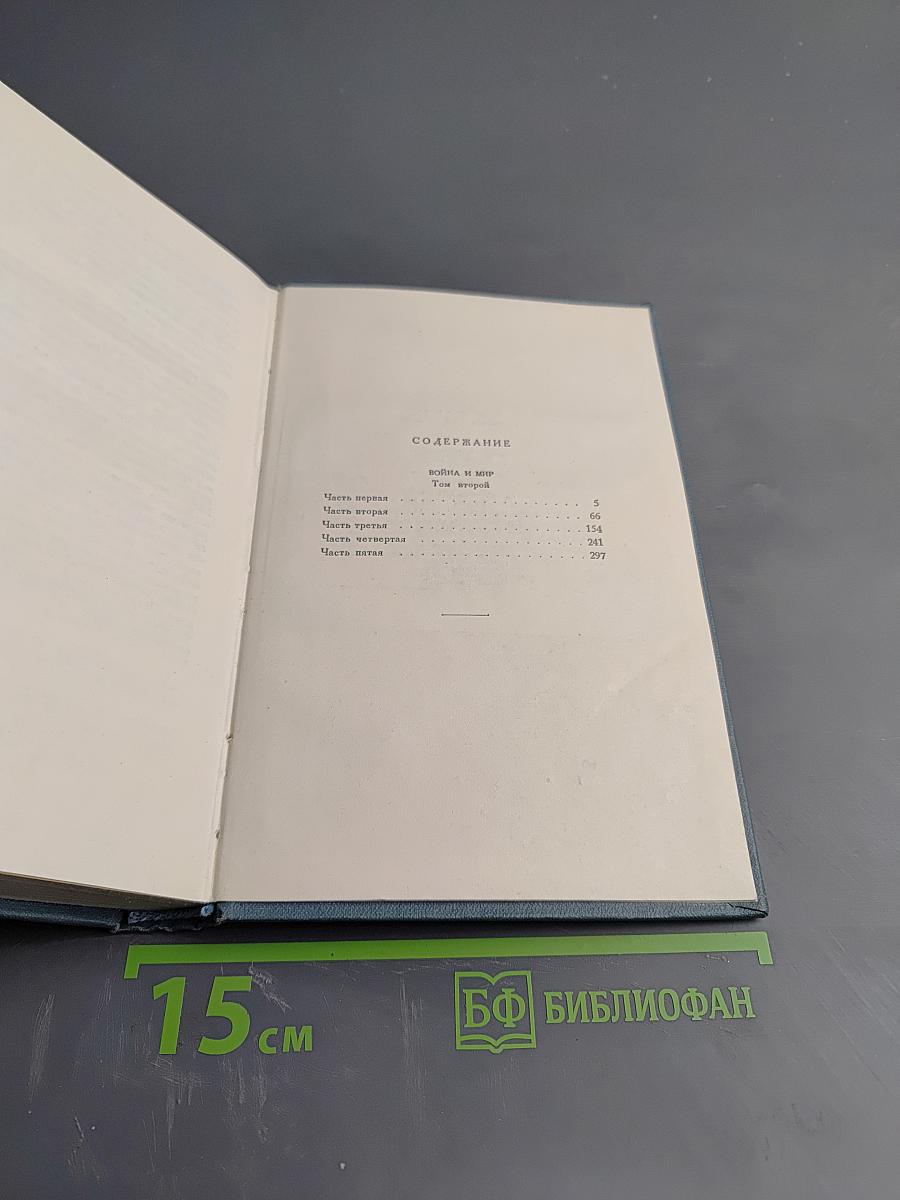 СОДЕРЖАНИЕ
ВОЙНА И МИР
Том второй
Часть первая . . . . . . . . . . . . . . . . . 5
Часть вторая . . . . . . . . . . . . . . . . . 66
Часть третья . . . . . . . . . . . . . . . . . 154
Часть четвертая . . . . . . . . . . . . . . . 241
Часть пятая . . . . . . . . . . . . . . . . . 297
15 см
БФ БИБЛИОФАН